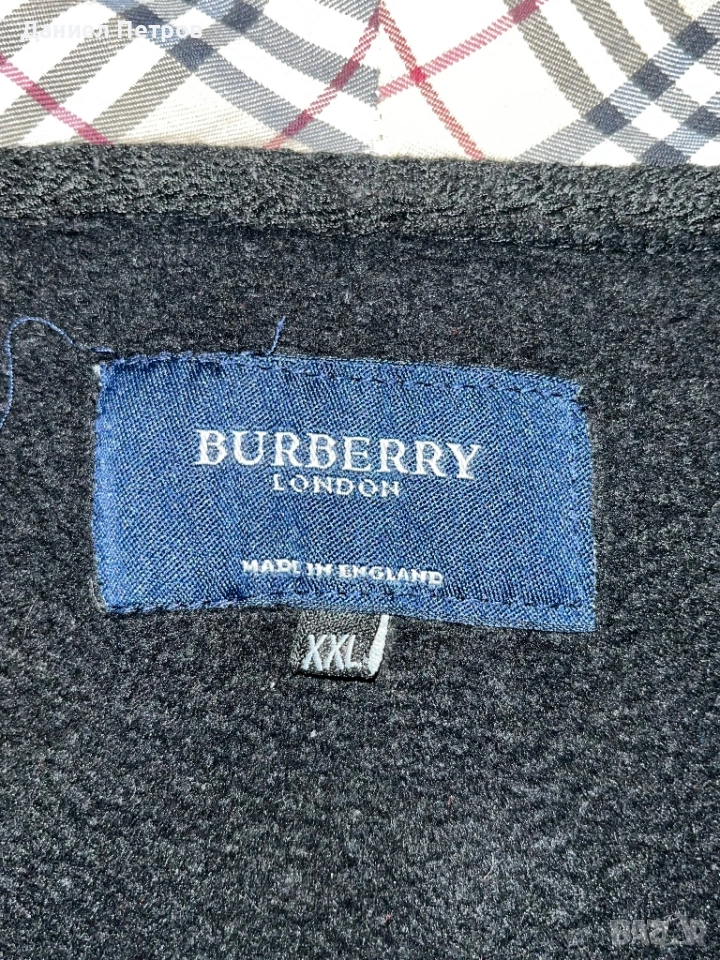 Даниел Петров
BURBERRY
LONDON
MADE IN ENGLAND
XXL